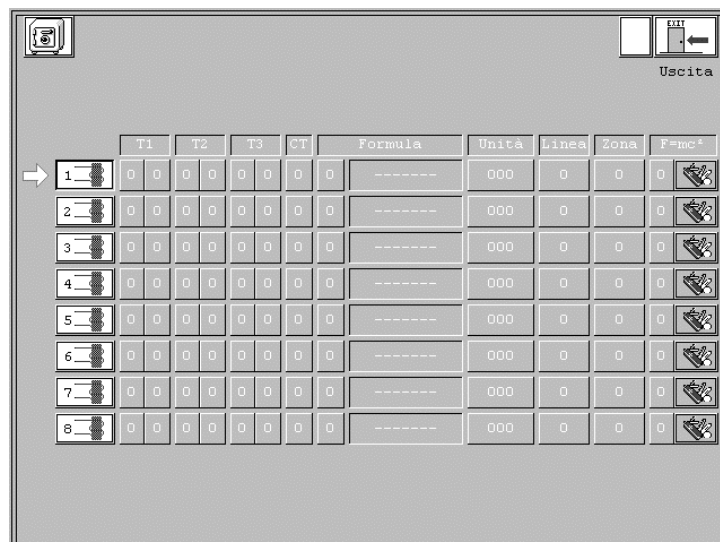 EXIT
Uscita
T1 T2 T3 CT Formula Unità Linea Zona F=mc²
1 0 0 0 0 0 0 0 0 ------- 000 0 0 0
2 0 0 0 0 0 0 0 0 ------- 000 0 0 0
3 0 0 0 0 0 0 0 0 ------- 000 0 0 0
4 0 0 0 0 0 0 0 0 ------- 000 0 0 0
5 0 0 0 0 0 0 0 0 ------- 000 0 0 0
6 0 0 0 0 0 0 0 0 ------- 000 0 0 0
7 0 0 0 0 0 0 0 0 ------- 000 0 0 0
8 0 0 0 0 0 0 0 0 ------- 000 0 0 0